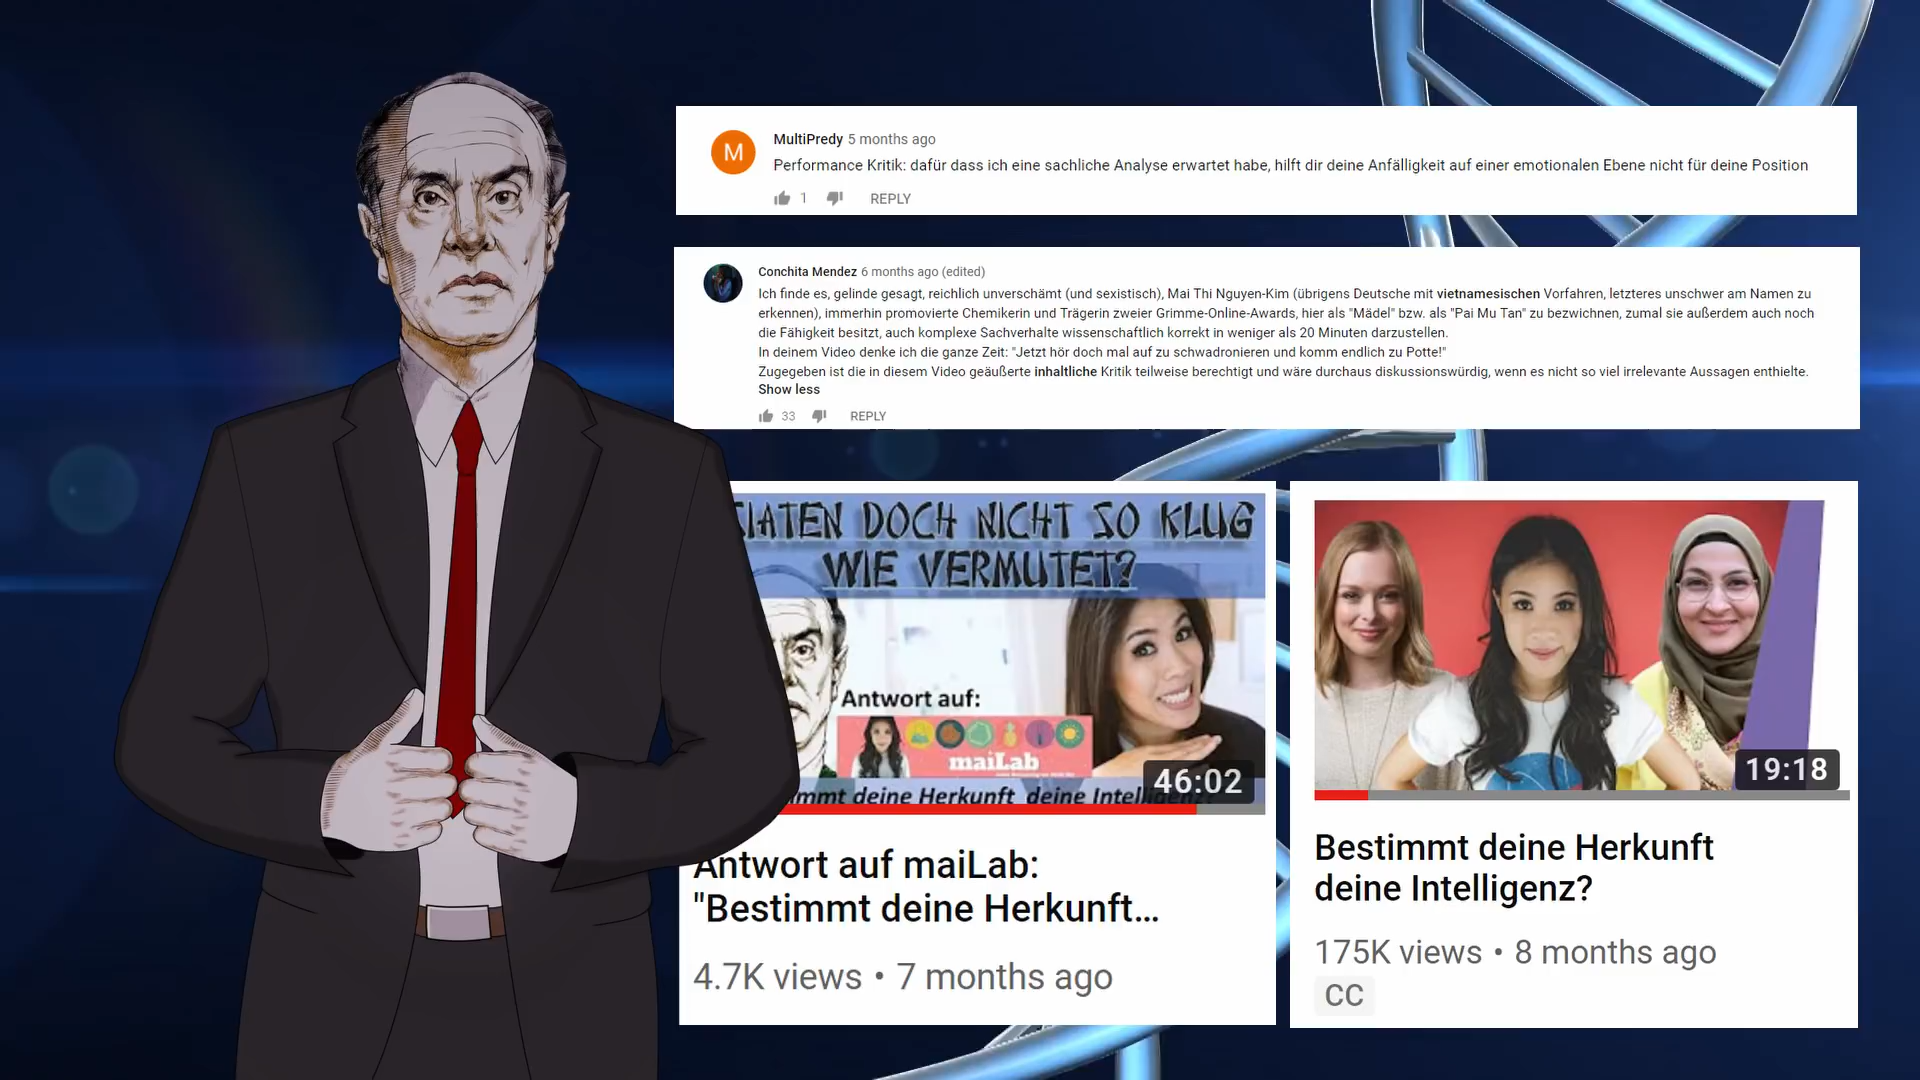 M
MultiPredy 5 months ago
Performance Kritik: dafür dass ich eine sachliche Analyse erwartet habe, hilft dir deine Anfälligkeit auf einer emotionalen Ebene nicht für deine Position
1 REPLY
Conchita Mendez 6 months ago (edited)
Ich finde es, gelinde gesagt, reichlich unverschämt (und sexistisch), Mai Thi Nguyen-Kim (übrigens Deutsche mit vietnamesischen Vorfahren, letzteres unschwer am Namen zu
erkennen), immerhin promovierte Chemikerin und Trägerin zweier Grimme-Online-Awards, hier als "Mädel" bzw. als "Pai Mu Tan" zu bezwichnen, zumal sie außerdem auch noch
die Fähigkeit besitzt, auch komplexe Sachverhalte wissenschaftlich korrekt in weniger als 20 Minuten darzustellen.
In deinem Video denke ich die ganze Zeit: "Jetzt hör doch mal auf zu schwadronieren und komm endlich zu Potte!"
Zugegeben ist die in diesem Video geäußerte inhaltliche Kritik teilweise berechtigt und wäre durchaus diskussionswürdig, wenn es nicht so viel irrelevante Aussagen enthielte.
Show less
33 REPLY
DOCH NICHT SO KLUG
WIE VERMUTET?
Antwort auf:
maiLab
deine Herkunft deine
46:02
Antwort auf maiLab:
"Bestimmt deine Herkunft...
4.7K views • 7 months ago
19:18
Bestimmt deine Herkunft
deine Intelligenz?
175K views • 8 months ago
CC